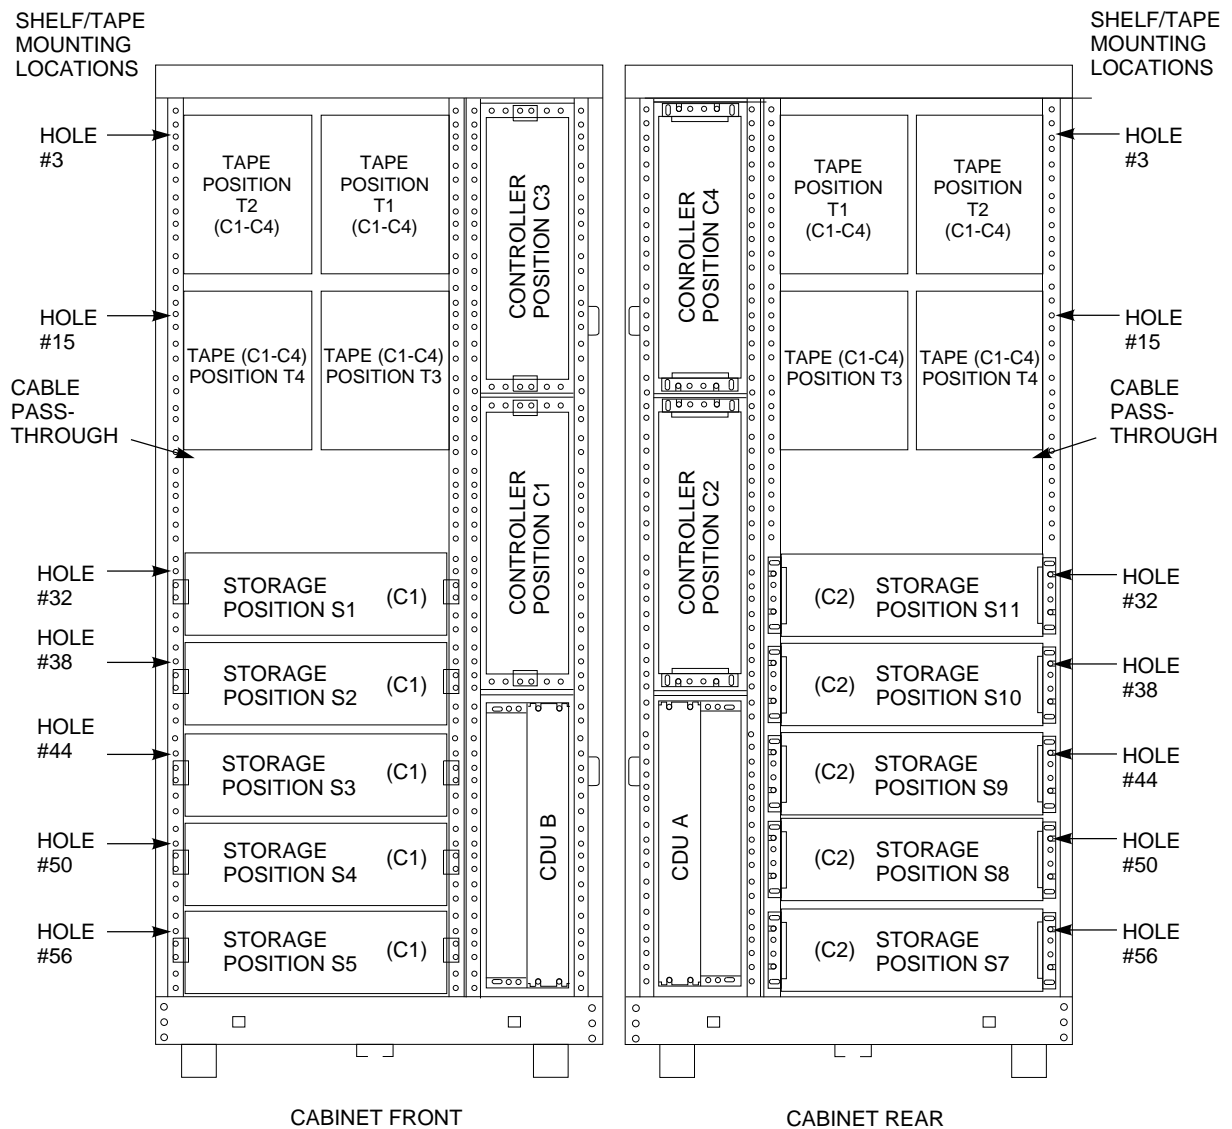 SHELF/TAPE
MOUNTING
LOCATIONS
HOLE
#3
HOLE
#15
CABLE
PASS-
THROUGH
HOLE
#32
HOLE
#38
HOLE
#44
HOLE
#50
HOLE
#56
TAPE
POSITION
T2
(C1-C4)
TAPE
POSITION
T1
(C1-C4)
TAPE (C1-C4)
POSITION T4
TAPE (C1-C4)
POSITION T3
STORAGE
POSITION S1
(C1)
STORAGE
POSITION S2
(C1)
STORAGE
POSITION S3
(C1)
STORAGE
POSITION S4
(C1)
STORAGE
POSITION S5
(C1)
CONTROLLER
POSITION C3
CONTROLLER
POSITION C1
CDU B
CABINET FRONT
CONROLLER
POSITION C4
CONTROLLER
POSITION C2
CDU A
TAPE
POSITION
T1
(C1-C4)
TAPE
POSITION
T2
(C1-C4)
TAPE (C1-C4)
POSITION T3
TAPE (C1-C4)
POSITION T4
(C2)
STORAGE
POSITION S11
(C2)
STORAGE
POSITION S10
(C2)
STORAGE
POSITION S9
(C2)
STORAGE
POSITION S8
(C2)
STORAGE
POSITION S7
CABINET REAR
SHELF/TAPE
MOUNTING
LOCATIONS
HOLE
#3
HOLE
#15
CABLE
PASS-
THROUGH
HOLE
#32
HOLE
#38
HOLE
#44
HOLE
#50
HOLE
#56